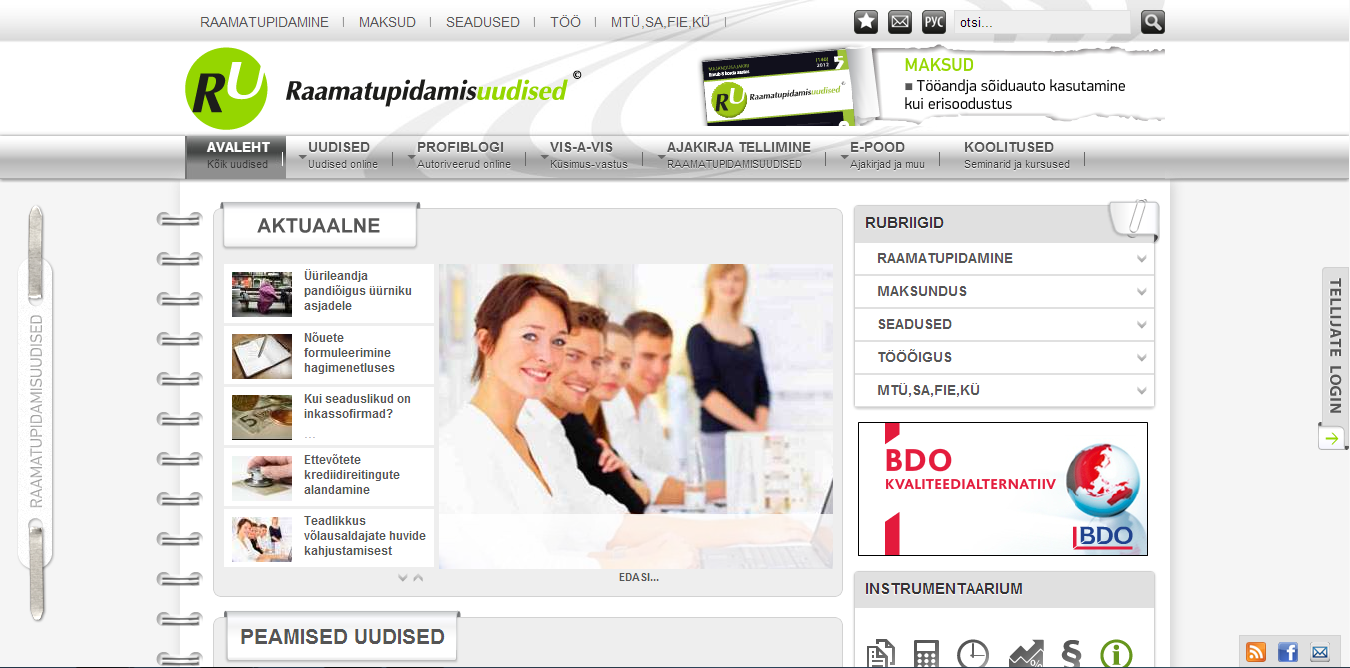 RAAMATUPIDAMINE
MAKSUD
SEADUSED
TÖÖ
MTÜ,SA,FIE,KÜ
РУС
otsi...
RU
Raamatupidamisuudised ©
RU
Raamatupidamisuudised
MAKSUD
Tööandja sõiduauto kasutamine
kui erisoodustus
AVALEHT
Kõik uudised
UUDISED
Uudised online
PROFIBLOGI
Autoriveerud online
VIS-A-VIS
Küsimus-vastus
AJAKIRJA TELLIMINE
RAAMATUPIDAMISUUDISED
E-POOD
Ajakirjad ja muu
KOOLITUSED
Seminarid ja kursused
RAAMATUPIDAMISUUDISED
AKTUAALNE
Üürileandja
pandiõigus üürniku
asjadele
Nõuete
formuleerimine
hagimenetluses
Kui seaduslikud on
inkassofirmad?
...
Ettevõtete
krediidireitingute
alandamine
Teadlikkus
võlausaldajate huvide
kahjustamisest
EDASI...
PEAMISED UUDISED
RUBRIIGID
RAAMATUPIDAMINE
MAKSUNDUS
SEADUSED
TÖÖÕIGUS
MTÜ,SA,FIE,KÜ
BDO
KVALITEEDIALTERNATIIV
BDO
INSTRUMENTAARIUM
§
TELLIJATE LOGIN